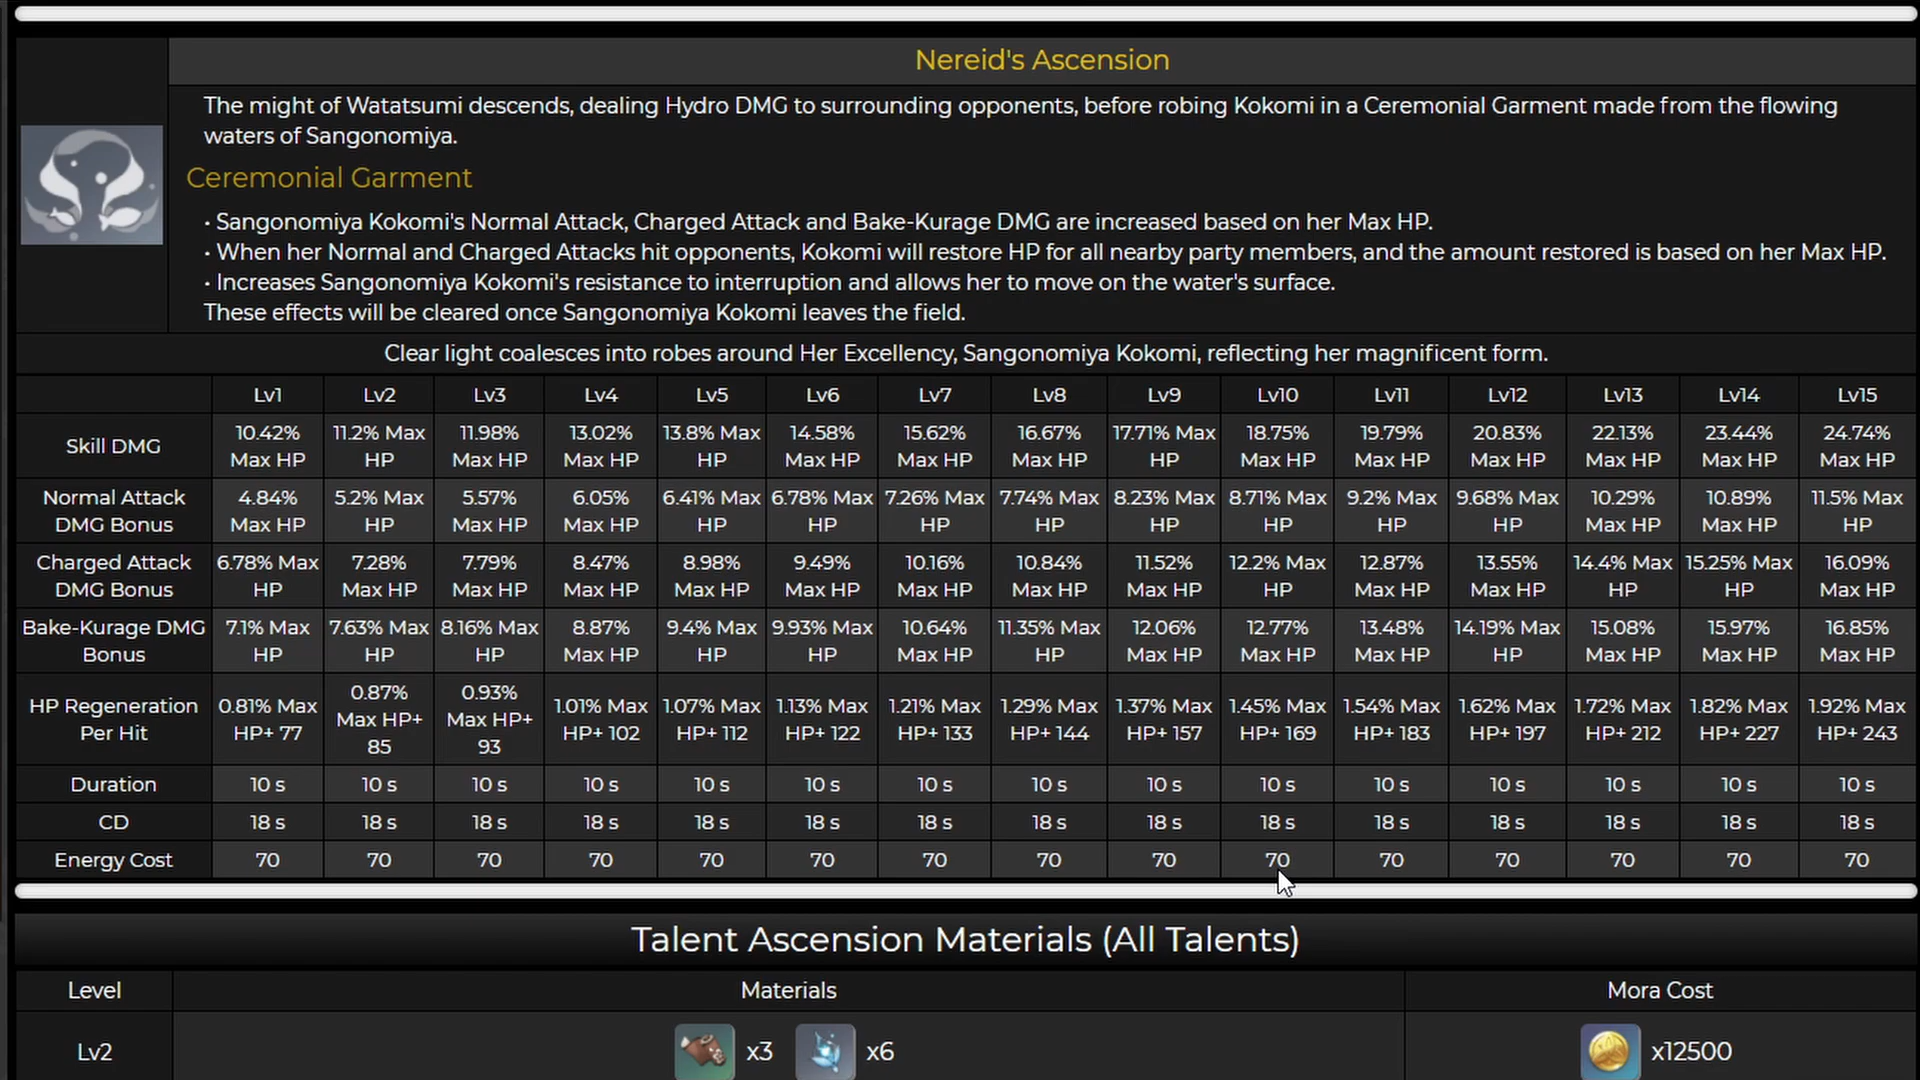 Nereid's Ascension
The might of Watatsumi descends, dealing Hydro DMG to surrounding opponents, before robing Kokomi in a Ceremonial Garment made from the flowing
waters of Sangonomiya.
Ceremonial Garment
• Sangonomiya Kokomi's Normal Attack, Charged Attack and Bake-Kurage DMG are increased based on her Max HP.
• When her Normal and Charged Attacks hit opponents, Kokomi will restore HP for all nearby party members, and the amount restored is based on her Max HP.
• Increases Sangonomiya Kokomi's resistance to interruption and allows her to move on the water's surface.
These effects will be cleared once Sangonomiya Kokomi leaves the field.
Clear light coalesces into robes around Her Excellency, Sangonomiya Kokomi, reflecting her magnificent form.
Lv1 Lv2 Lv3 Lv4 Lv5 Lv6 Lv7 Lv8 Lv9 Lv10 Lv11 Lv12 Lv13 Lv14 Lv15
Skill DMG 10.42% Max HP 11.2% Max HP 11.98% Max HP 13.02% Max HP 13.8% Max HP 14.58% Max HP 15.62% Max HP 16.67% Max HP 17.71% Max HP 18.75% Max HP 19.79% Max HP 20.83% Max HP 22.13% Max HP 23.44% Max HP 24.74% Max HP
Normal Attack DMG Bonus 4.84% Max HP 5.2% Max HP 5.57% Max HP 6.05% Max HP 6.41% Max HP 6.78% Max HP 7.26% Max HP 7.74% Max HP 8.23% Max HP 8.71% Max HP 9.2% Max HP 9.68% Max HP 10.29% Max HP 10.89% Max HP 11.5% Max HP
Charged Attack DMG Bonus 6.78% Max HP 7.28% Max HP 7.79% Max HP 8.47% Max HP 8.98% Max HP 9.49% Max HP 10.16% Max HP 10.84% Max HP 11.52% Max HP 12.2% Max HP 12.87% Max HP 13.55% Max HP 14.4% Max HP 15.25% Max HP 16.09% Max HP
Bake-Kurage DMG Bonus 7.1% Max HP 7.63% Max HP 8.16% Max HP 8.87% Max HP 9.4% Max HP 9.93% Max HP 10.64% Max HP 11.35% Max HP 12.06% Max HP 12.77% Max HP 13.48% Max HP 14.19% Max HP 15.08% Max HP 15.97% Max HP 16.85% Max HP
HP Regeneration Per Hit 0.81% Max HP+ 77 0.87% Max HP+ 85 0.93% Max HP+ 93 1.01% Max HP+ 102 1.07% Max HP+ 112 1.13% Max HP+ 122 1.21% Max HP+ 133 1.29% Max HP+ 144 1.37% Max HP+ 157 1.45% Max HP+ 169 1.54% Max HP+ 183 1.62% Max HP+ 197 1.72% Max HP+ 212 1.82% Max HP+ 227 1.92% Max HP+ 243
Duration 10 s 10 s 10 s 10 s 10 s 10 s 10 s 10 s 10 s 10 s 10 s 10 s 10 s 10 s 10 s
CD 18 s 18 s 18 s 18 s 18 s 18 s 18 s 18 s 18 s 18 s 18 s 18 s 18 s 18 s 18 s
Energy Cost 70 70 70 70 70 70 70 70 70 70 70 70 70 70 70
Talent Ascension Materials (All Talents)
Level Materials Mora Cost
Lv2 x3 x6 x12500